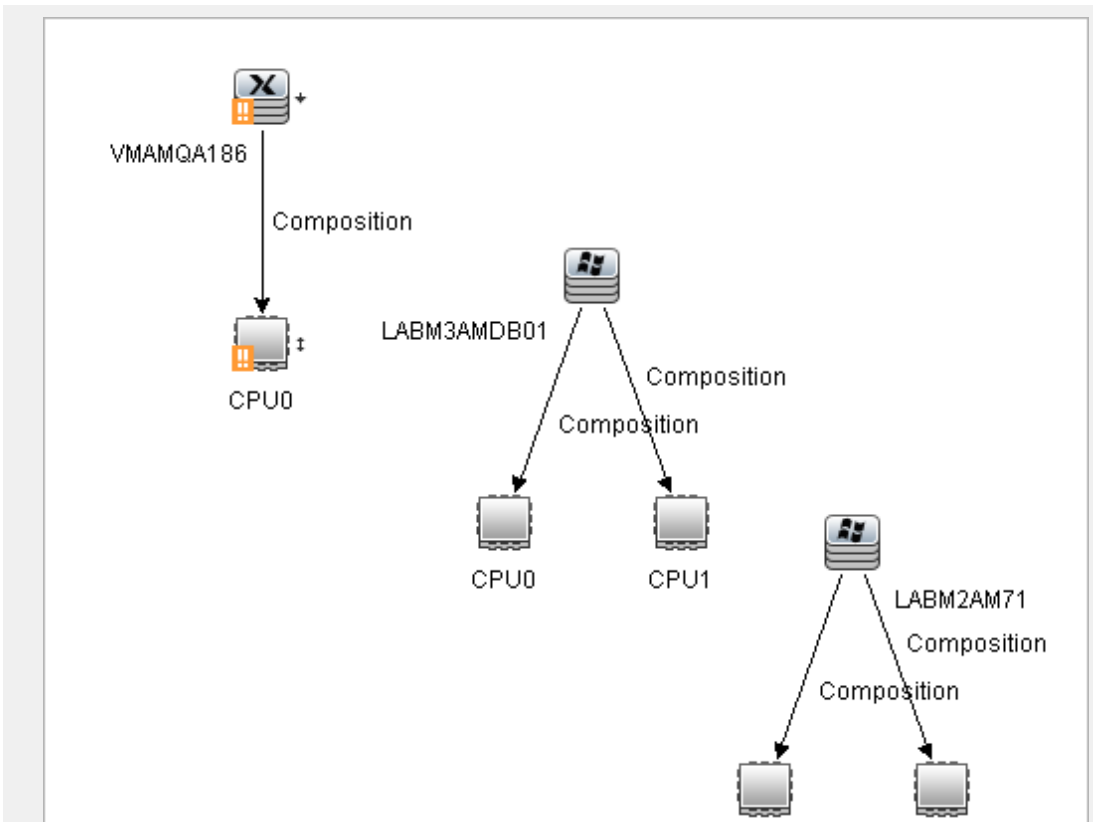 VMAMQA186
Composition
CPU0
LABM3AMDB01
Composition
Composition
CPU0
CPU1
LABM2AM71
Composition
Composition